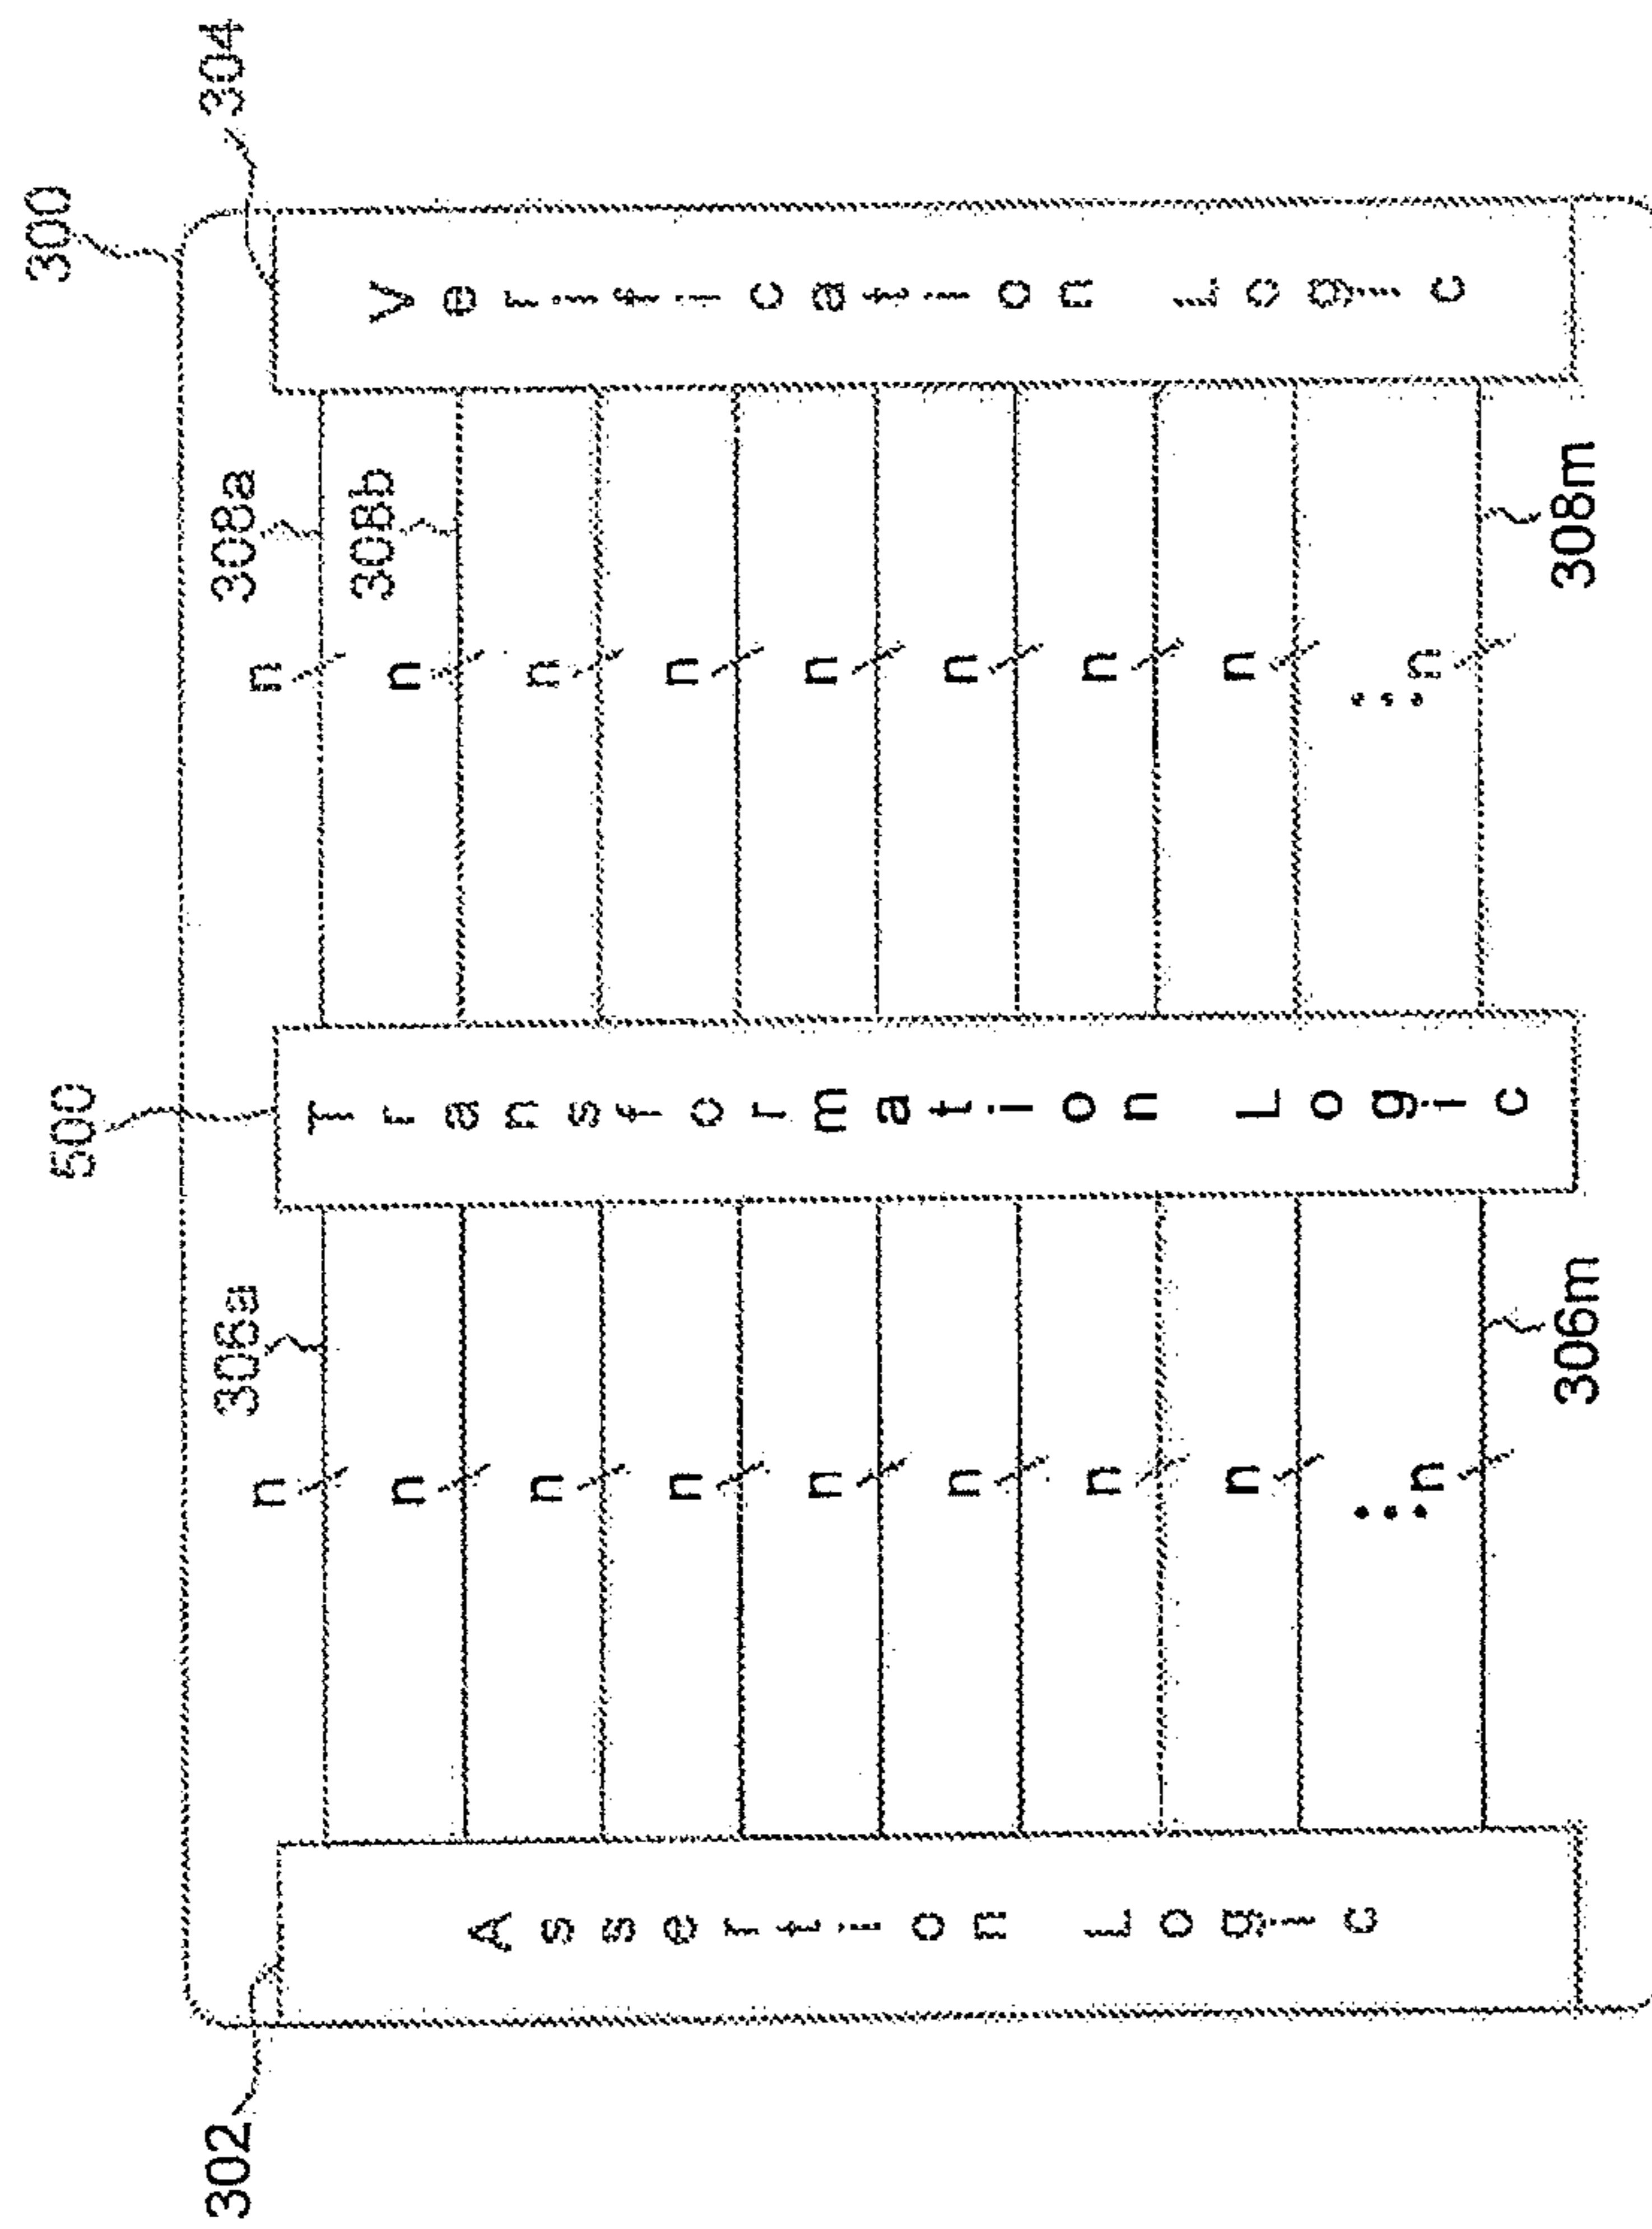 300
304
302
500
Assertion Logic
Transformation Logic
Verification Logic
306a
308a
308b
n n
n n
n n
n n
n n
n n
n n
n n
... ...
n n
306m
308m